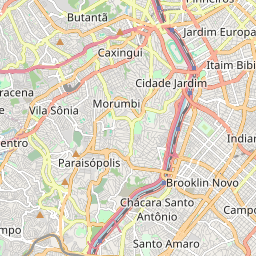 Pinheiros
Butantã
Jardim Europa
Caxingui
Itaim Bibi
Cidade Jardim
aracena
Morumbi
Vila Sônia
Indian
entro
Paraisópolis
Brooklin Novo
Chácara Santo
Antônio
Campo
mpo
Santo Amaro